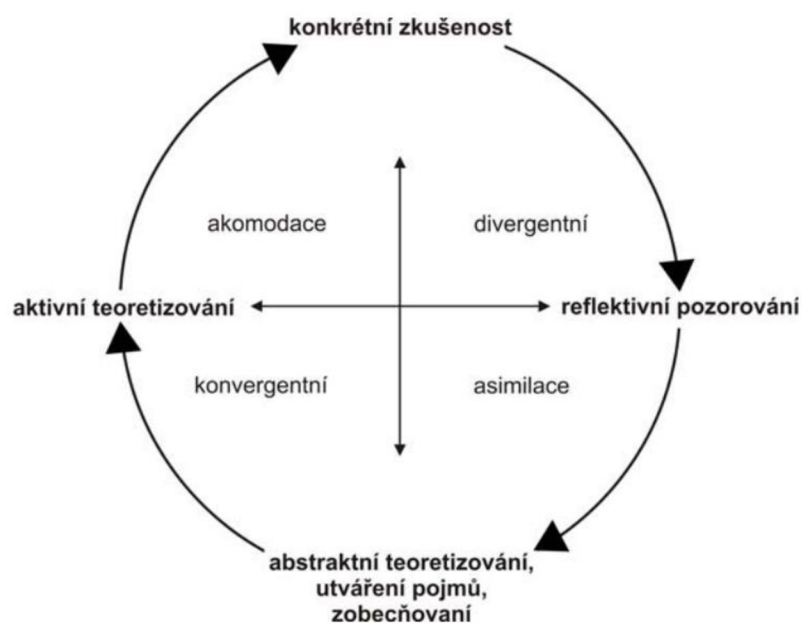 konkrétní zkušenost
akomodace
divergentní
aktivní teoretizování
reflektivní pozorování
konvergentní
asimilace
abstraktní teoretizování,
utváření pojmů,
zobecňovaní